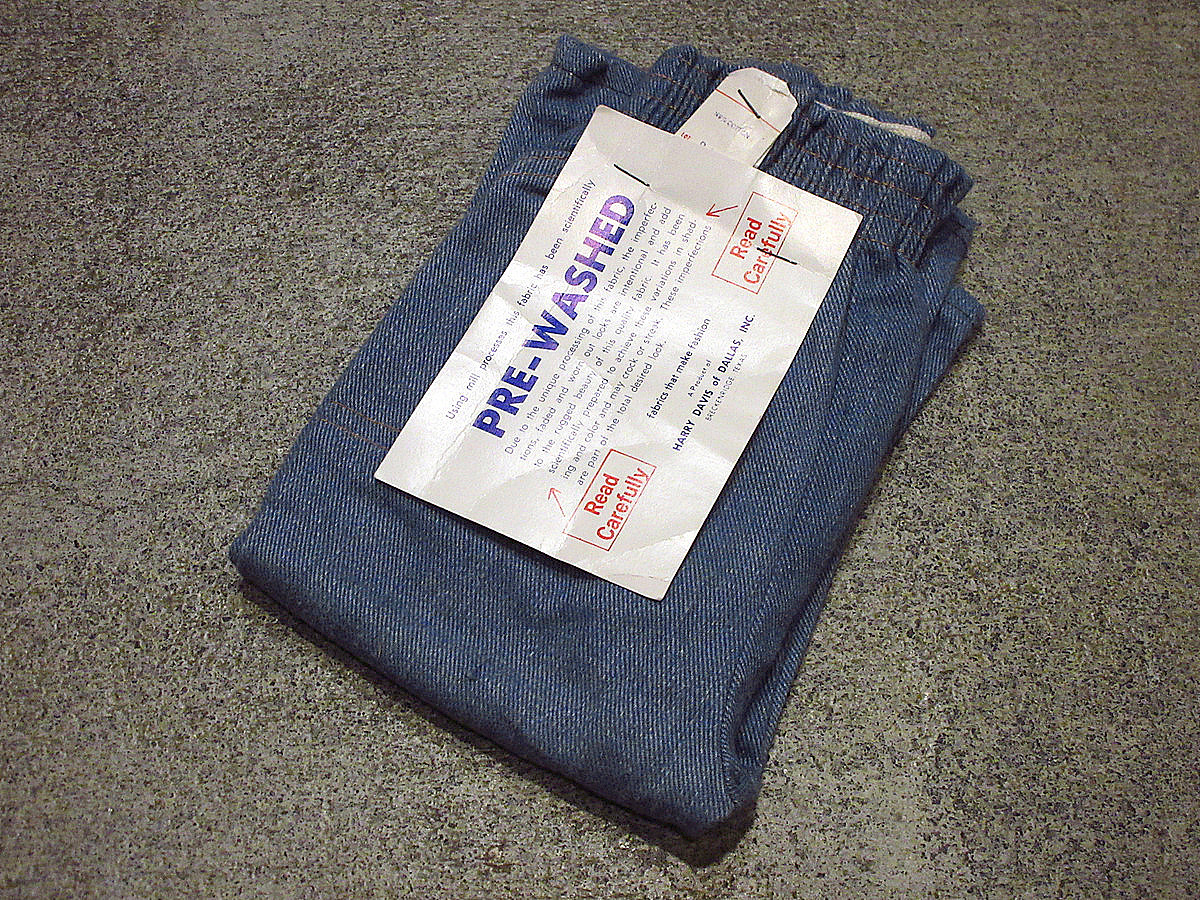 Using mill processes this fabric has been scientifically
PRE-WASHED
Due to the unique processing of this fabric, the imperfec-
tions, faded and worn out looks are intentional and add
to the rugged beauty of this quality fabric. It has been
scientifically prepared to achieve these variations in shad-
ing and color and may crock or streak. These imperfections
are part of the total desired look.
fabrics that make fashion
A Product of
HARRY DAVIS of DALLAS, INC.
BRECKENRIDGE TEXAS
Read
Carefully
Read
Carefully